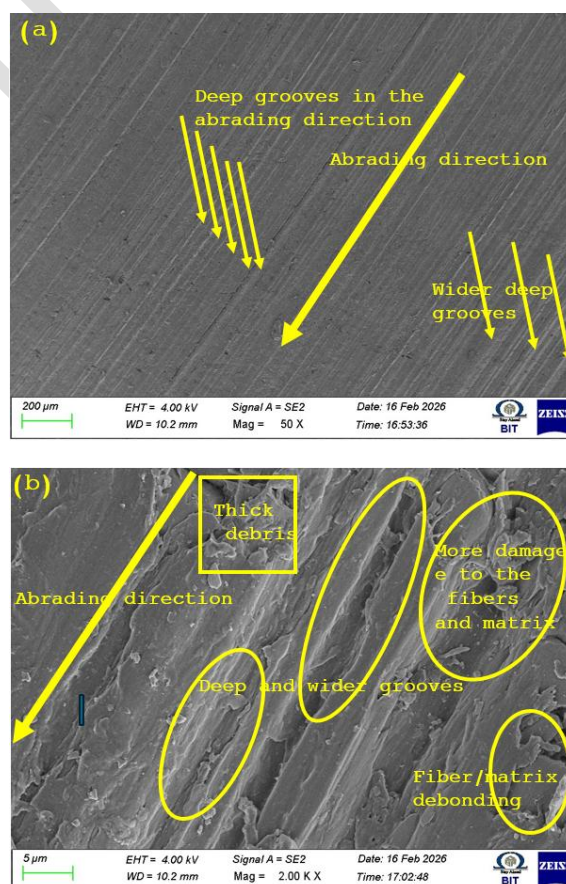 (a)
Deep grooves in the
abrading direction
Abrading direction
Wider deep
grooves
200 µm
EHT = 4.00 kV
Signal A = SE2
Date: 16 Feb 2026
WD = 10.2 mm
Mag = 50 X
Time: 16:53:36
BIT
ZEISS
(b)
Thick
debris
More damage
e to the
fibers
and matrix
Abrading direction
Deep and wider grooves
Fiber/matrix
debonding
5 µm
EHT = 4.00 kV
Signal A = SE2
Date: 16 Feb 2026
WD = 10.2 mm
Mag = 2.00 K X
Time: 17:02:48
BIT
ZEISS